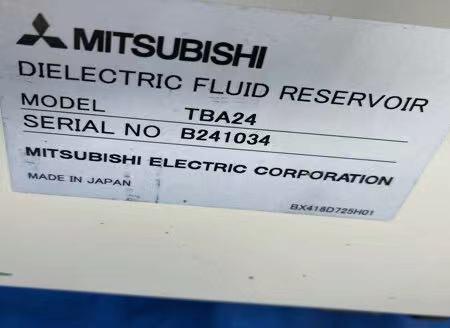 MITSUBISHI
DIELECTRIC FLUID RESERVOIR
MODEL TBA24
SERIAL NO B241034
MITSUBISHI ELECTRIC CORPORATION
MADE IN JAPAN
BX418D725H01